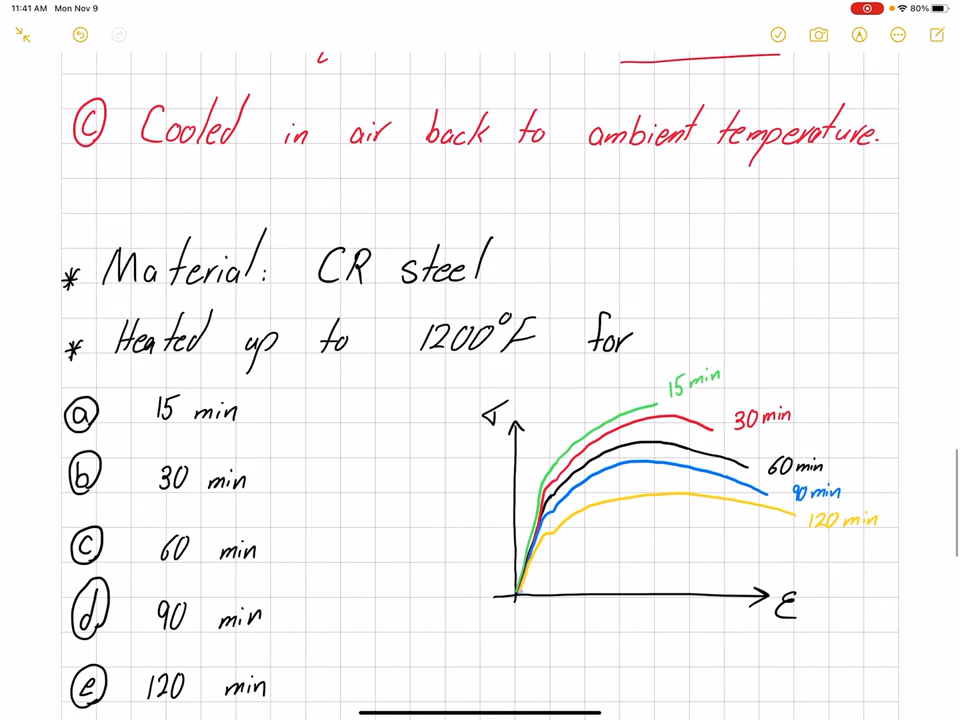 11:41 AM Mon Nov 9
80%
ⓒ Cooled in air back to ambient temperature.
* Material: CR steel
* Heated up to 1200°F for
ⓐ 15 min
ⓑ 30 min
ⓒ 60 min
ⓓ 90 min
ⓔ 120 min
σ
15 min
30 min
60 min
90 min
120 min
ε